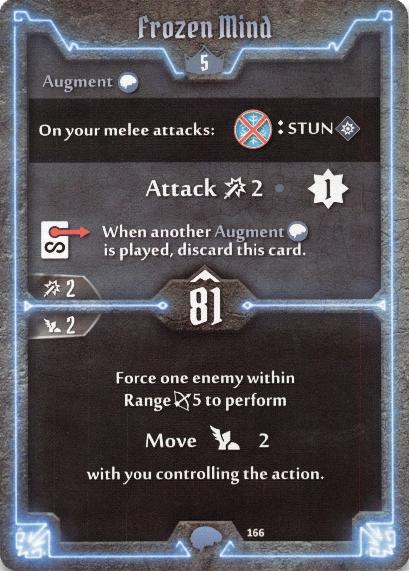 Frozen Mind
5
Augment
On your melee attacks: : STUN
Attack 2 1
When another Augment
is played, discard this card.
2
81
2
Force one enemy within
Range 5 to perform
Move 2
with you controlling the action.
166